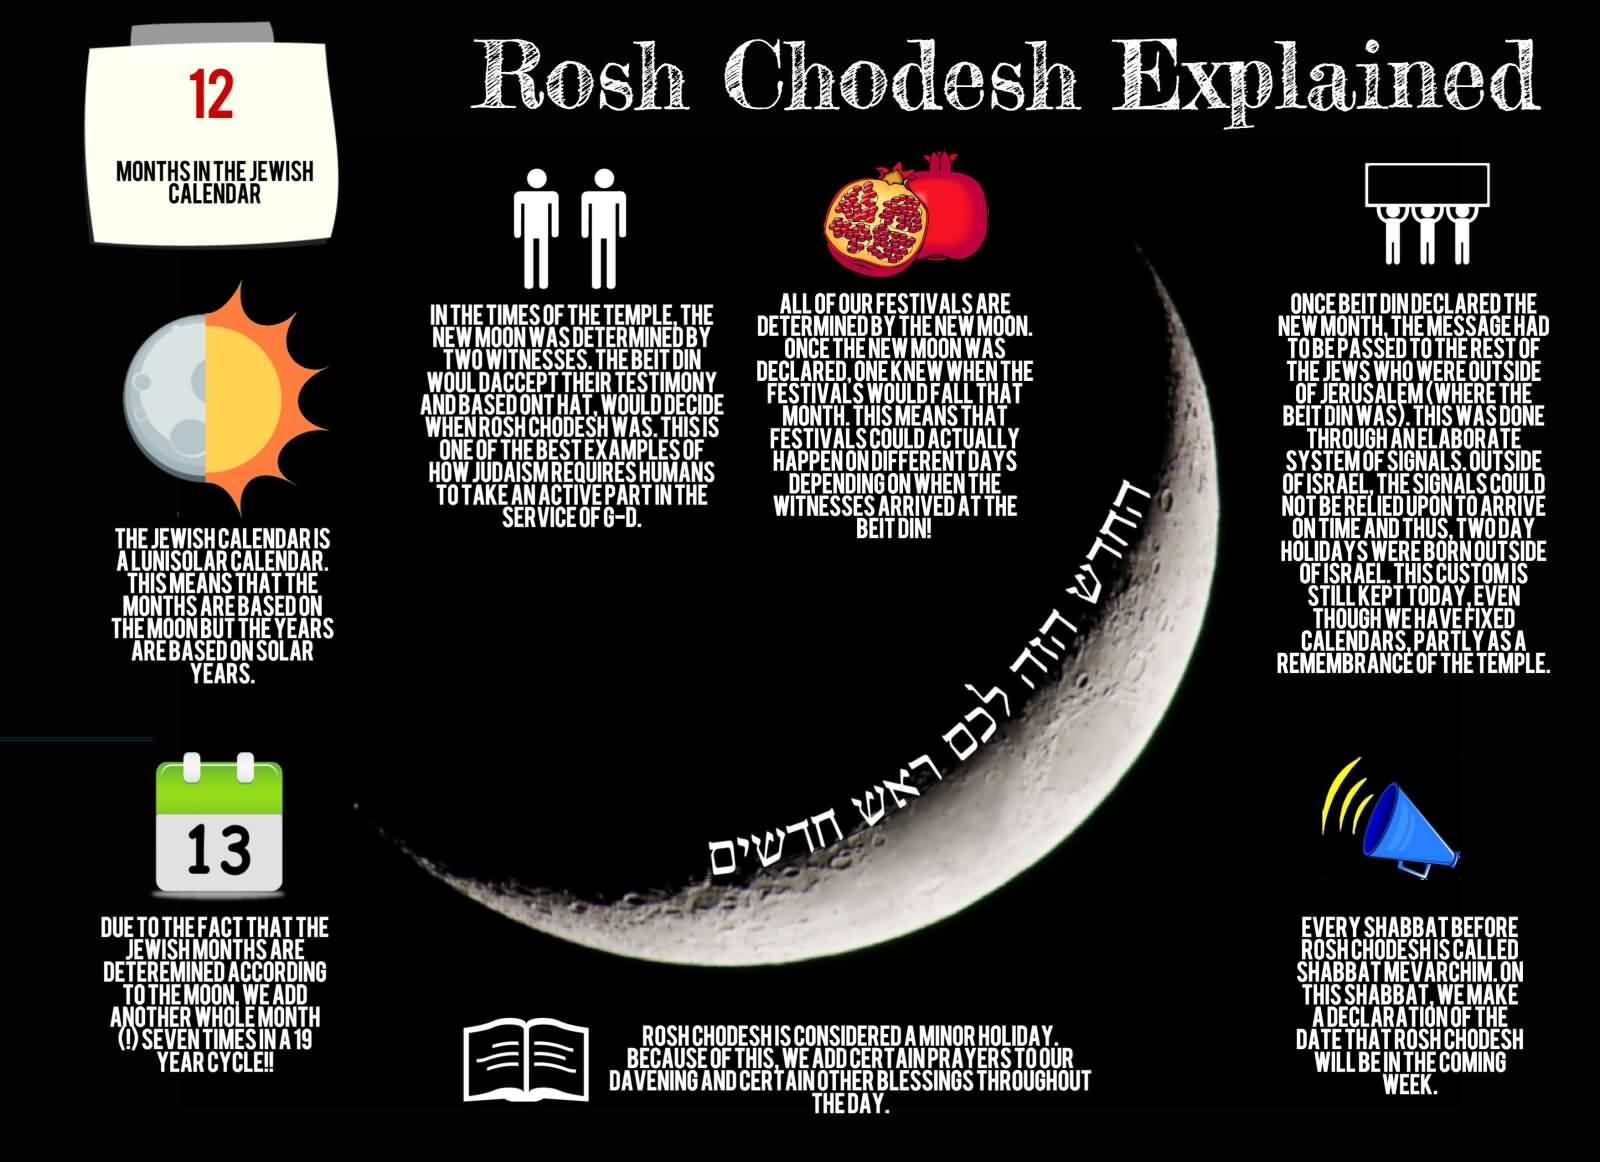 Rosh Chodesh Explained
12
MONTHS IN THE JEWISH
CALENDAR
THE JEWISH CALENDAR IS
A LUNISOLAR CALENDAR.
THIS MEANS THAT THE
MONTHS ARE BASED ON
THE MOON BUT THE YEARS
ARE BASED ON SOLAR
YEARS.
13
DUE TO THE FACT THAT THE
JEWISH MONTHS ARE
DETEREMINED ACCORDING
TO THE MOON, WE ADD
ANOTHER WHOLE MONTH
(!) SEVEN TIMES IN A 19
YEAR CYCLE!!
IN THE TIMES OF THE TEMPLE, THE
NEW MOON WAS DETERMINED BY
TWO WITNESSES. THE BEIT DIN
WOUL DACCEPT THEIR TESTIMONY
AND BASED ONT HAT, WOULD DECIDE
WHEN ROSH CHODESH WAS. THIS IS
ONE OF THE BEST EXAMPLES OF
HOW JUDAISM REQUIRES HUMANS
TO TAKE AN ACTIVE PART IN THE
SERVICE OF G-D.
ALL OF OUR FESTIVALS ARE
DETERMINED BY THE NEW MOON.
ONCE THE NEW MOON WAS
DECLARED, ONE KNEW WHEN THE
FESTIVALS WOULD FALL THAT
MONTH. THIS MEANS THAT
FESTIVALS COULD ACTUALLY
HAPPEN ON DIFFERENT DAYS
DEPENDING ON WHEN THE
WITNESSES ARRIVED AT THE
BEIT DIN!
החדש הזה לכם ראש חדשים
ONCE BEIT DIN DECLARED THE
NEW MONTH, THE MESSAGE HAD
TO BE PASSED TO THE REST OF
THE JEWS WHO WERE OUTSIDE
OF JERUSALEM (WHERE THE
BEIT DIN WAS). THIS WAS DONE
THROUGH AN ELABORATE
SYSTEM OF SIGNALS. OUTSIDE
OF ISRAEL, THE SIGNALS COULD
NOT BE RELIED UPON TO ARRIVE
ON TIME AND THUS, TWO DAY
HOLIDAYS WERE BORN OUTSIDE
OF ISRAEL. THIS CUSTOM IS
STILL KEPT TODAY, EVEN
THOUGH WE HAVE FIXED
CALENDARS, PARTLY AS A
REMEMBRANCE OF THE TEMPLE.
EVERY SHABBAT BEFORE
ROSH CHODESH IS CALLED
SHABBAT MEVARCHIM. ON
THIS SHABBAT, WE MAKE
A DECLARATION OF THE
DATE THAT ROSH CHODESH
WILL BE IN THE COMING
WEEK.
ROSH CHODESH IS CONSIDERED A MINOR HOLIDAY.
BECAUSE OF THIS, WE ADD CERTAIN PRAYERS TO OUR
DAVENING AND CERTAIN OTHER BLESSINGS THROUGHOUT
THE DAY.